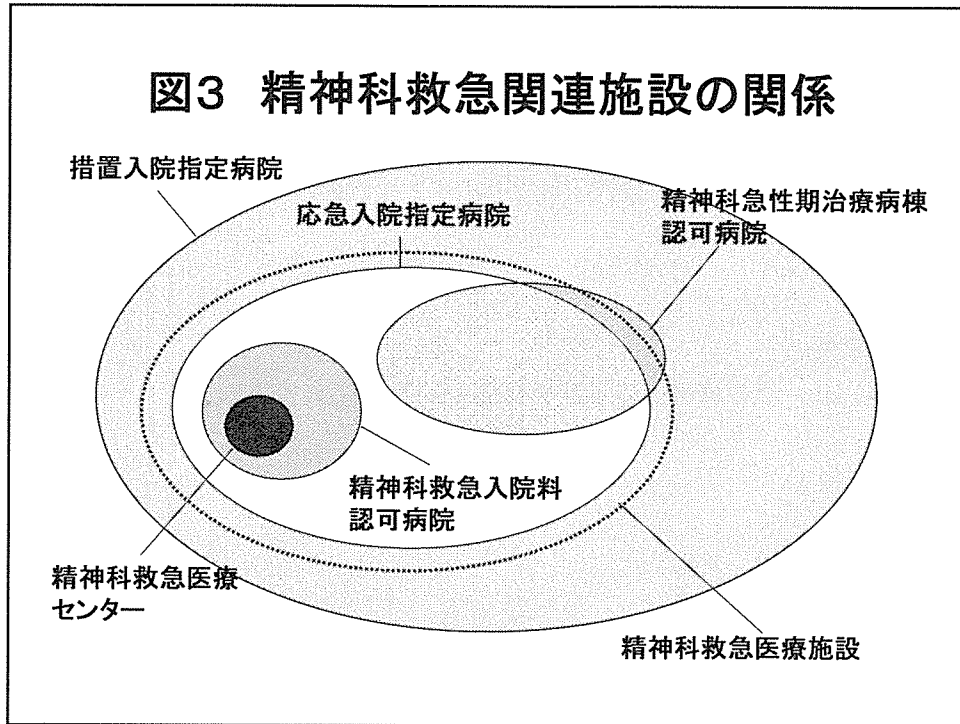 図3 精神科救急関連施設の関係
措置入院指定病院
応急入院指定病院
精神科急性期治療病棟
認可病院
精神科救急入院料
認可病院
精神科救急医療
センター
精神科救急医療施設